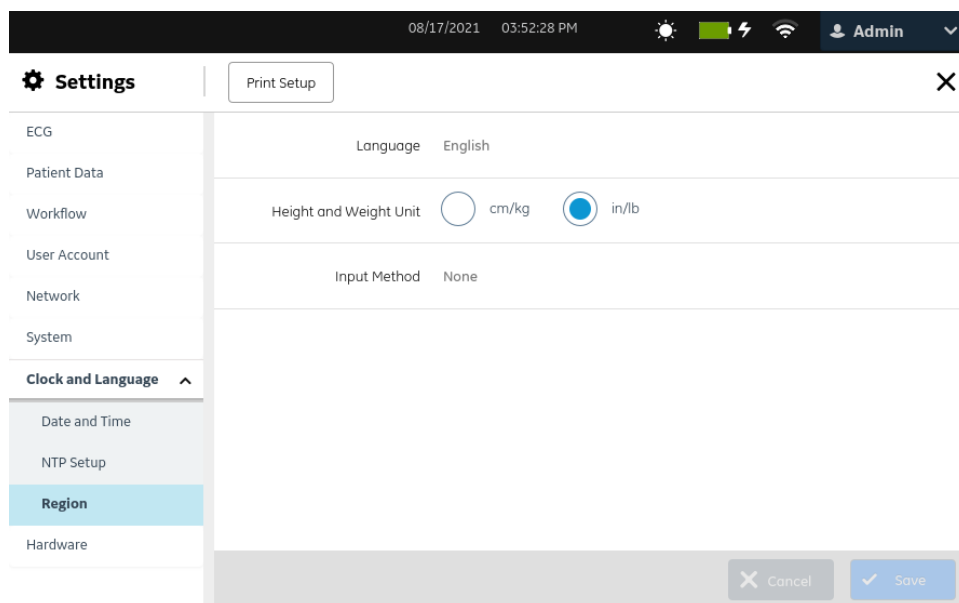 08/17/2021 03:52:28 PM Admin
Settings
Print Setup
ECG
Patient Data
Workflow
User Account
Network
System
Clock and Language
Date and Time
NTP Setup
Region
Hardware
Language English
Height and Weight Unit cm/kg in/lb
Input Method None
Cancel Save